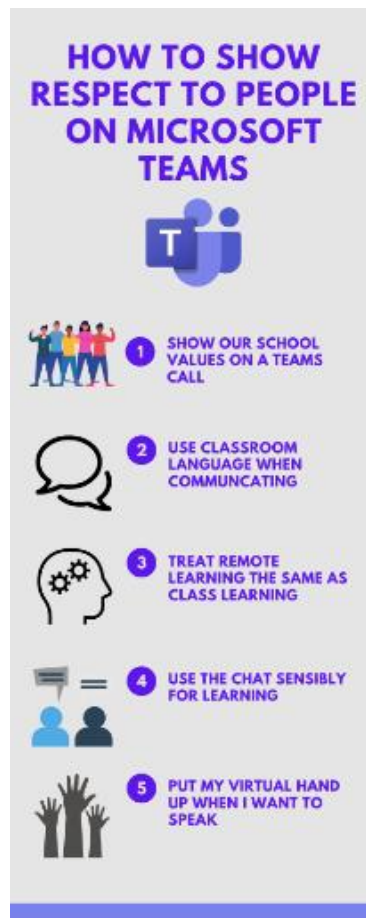 HOW TO SHOW
RESPECT TO PEOPLE
ON MICROSOFT
TEAMS
T
1
SHOW OUR SCHOOL
VALUES ON A TEAMS
CALL
2
USE CLASSROOM
LANGUAGE WHEN
COMMUNCATING
3
TREAT REMOTE
LEARNING THE SAME AS
CLASS LEARNING
4
USE THE CHAT SENSIBLY
FOR LEARNING
5
PUT MY VIRTUAL HAND
UP WHEN I WANT TO
SPEAK